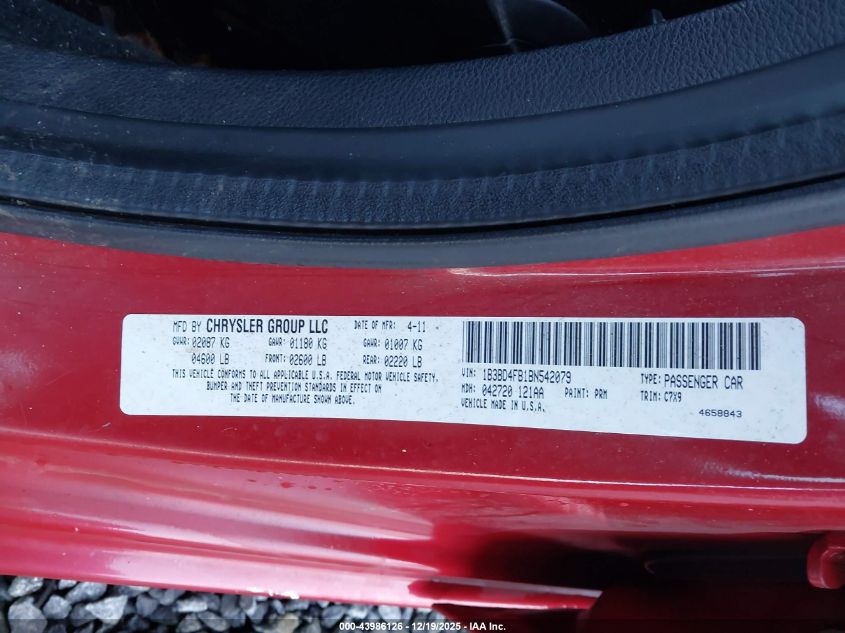 MFD BY CHRYSLER GROUP LLC DATE OF MFR: 4-11
GVWR: 02087 KG GAWR: 01180 KG GAWR: 01007 KG
04600 LB FRONT: 02600 LB REAR: 02220 LB
THIS VEHICLE CONFORMS TO ALL APPLICABLE U.S.A. FEDERAL MOTOR VEHICLE SAFETY,
BUMPER AND THEFT PREVENTION STANDARDS IN EFFECT ON
THE DATE OF MANUFACTURE SHOWN ABOVE.
VIN: 1B3BD4FB1BN542079 TYPE: PASSENGER CAR
MDH: 042720 121AA PAINT: PRM TRIM: C7X9
VEHICLE MADE IN U.S.A. 4658843
000-43986126 - 12/19/2025 - IAA Inc.